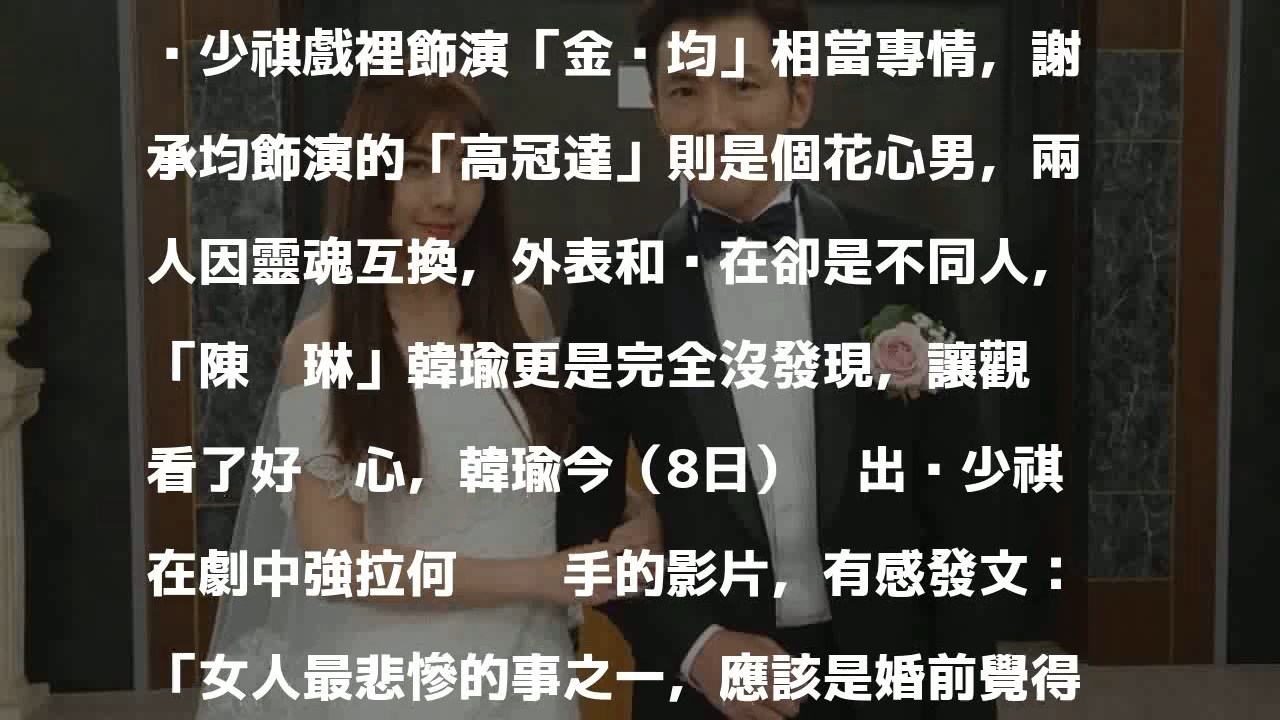 ·少祺戲裡飾演「金·均」相當專情，謝
承均飾演的「高冠達」則是個花心男，兩
人因靈魂互換，外表和·在卻是不同人，
「陳　琳」韓瑜更是完全沒發現，讓觀
看了好　心，韓瑜今（8日）　出·少祺
在劇中強拉何　　手的影片，有感發文：
「女人最悲慘的事之一，應該是婚前覺得